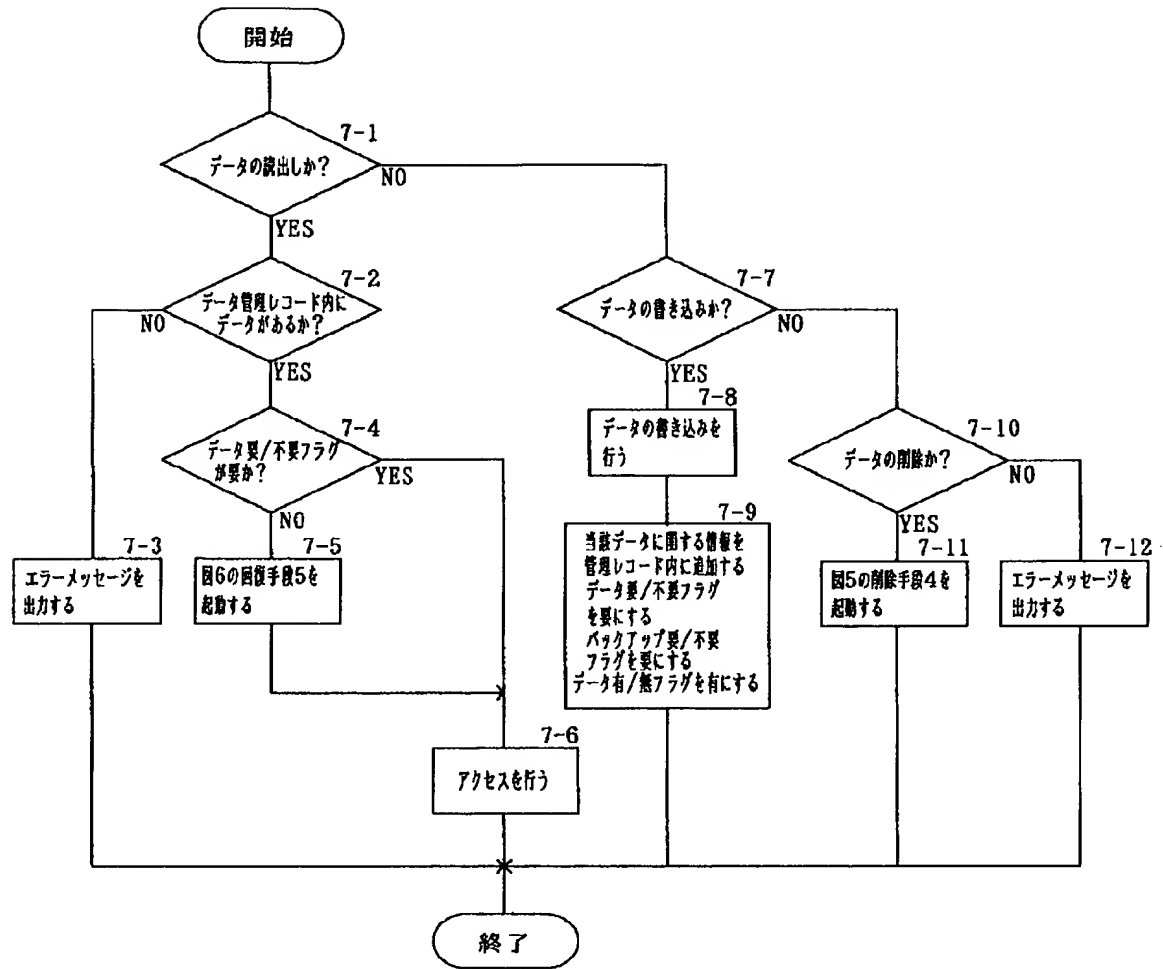 開始
7-1
データの読出しか?
NO
YES
7-2
データ管理レコード内に
データがあるか?
NO
YES
7-4
データ要/不要フラグ
が要か?
YES
NO
7-3
エラーメッセージを
出力する
7-5
図6の回復手段5を
起動する
7-6
アクセスを行う
7-7
データの書き込みか?
NO
YES
7-8
データの書き込みを
行う
7-9
当該データに関する情報を
管理レコード内に追加する
データ要/不要フラグ
を要にする
バックアップ要/不要
フラグを要にする
データ有/無フラグを有にする
7-10
データの削除か?
NO
YES
7-11
図5の削除手段4を
起動する
7-12
エラーメッセージを
出力する
終了